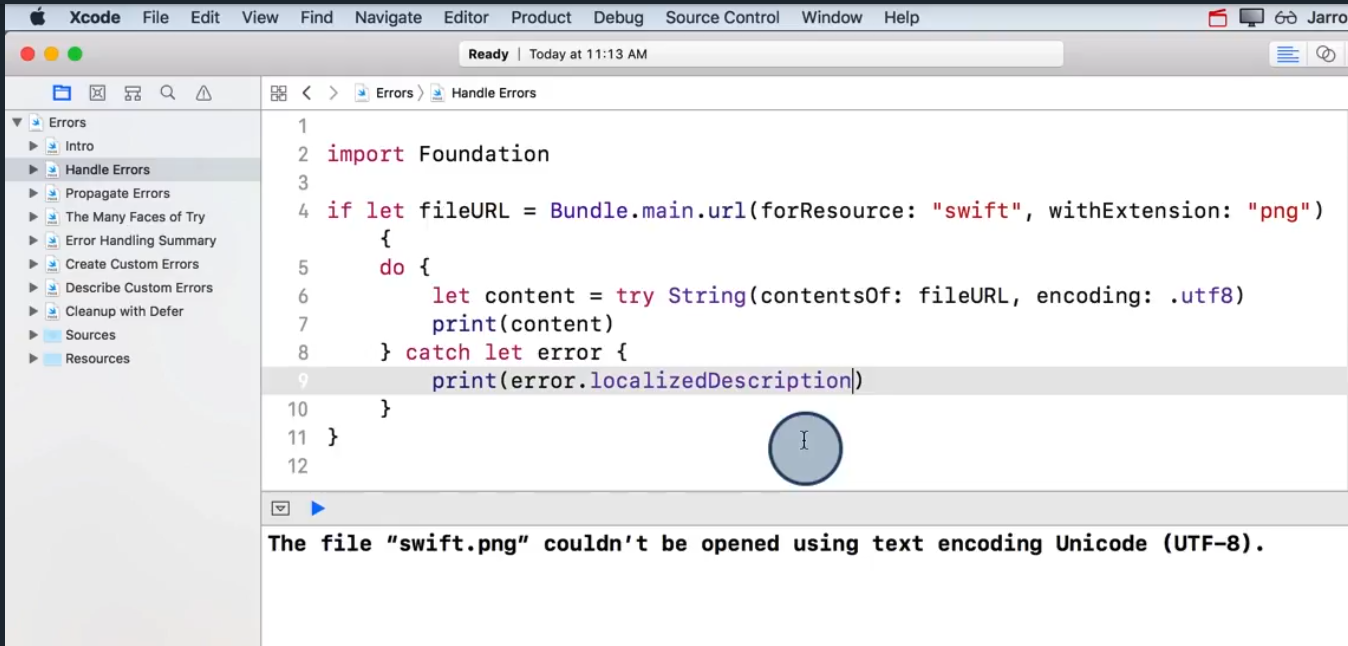 Xcode File Edit View Find Navigate Editor Product Debug Source Control Window Help Jarro
Ready | Today at 11:13 AM
Errors 〉 Handle Errors
Errors
Intro
Handle Errors
Propagate Errors
The Many Faces of Try
Error Handling Summary
Create Custom Errors
Describe Custom Errors
Cleanup with Defer
Sources
Resources
1
2 import Foundation
3
4 if let fileURL = Bundle.main.url(forResource: "swift", withExtension: "png")
{
5 do {
6 let content = try String(contentsOf: fileURL, encoding: .utf8)
7 print(content)
8 } catch let error {
9 print(error.localizedDescription)
10 }
11 }
12
The file “swift.png” couldn’t be opened using text encoding Unicode (UTF-8).